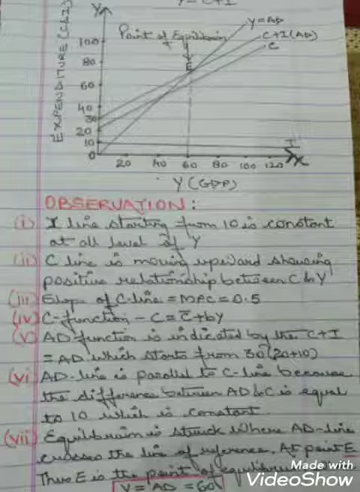 Y = C + I
Y
EXPENDITURE (C&I)
Point of Equilibrium
Y=AD
C+I (AD)
C
100
80
60
40
30
20
10
0
E
I
X
20 40 60 80 100 120
Y (GDP)
OBSERVATION:
(i) I line starting from 10 is constant
at all level of Y
(ii) C line is moving upward showing
positive relationship between C & Y
(iii) Slope of C-line = MPC = 0.5
(iv) C-function - C = C̅ + bY
(v) AD function is indicated by the C+I
= AD which starts from 30 (20+10)
(vi) AD-line is parallel to C-line because
the difference between AD & C is equal
to 10 which is constant.
(vii) Equilibrium is struck where AD-line
crosses the line of reference. At point E
Thus E is the point of equilibrium
Y = AD = 60
Made with
VideoShow